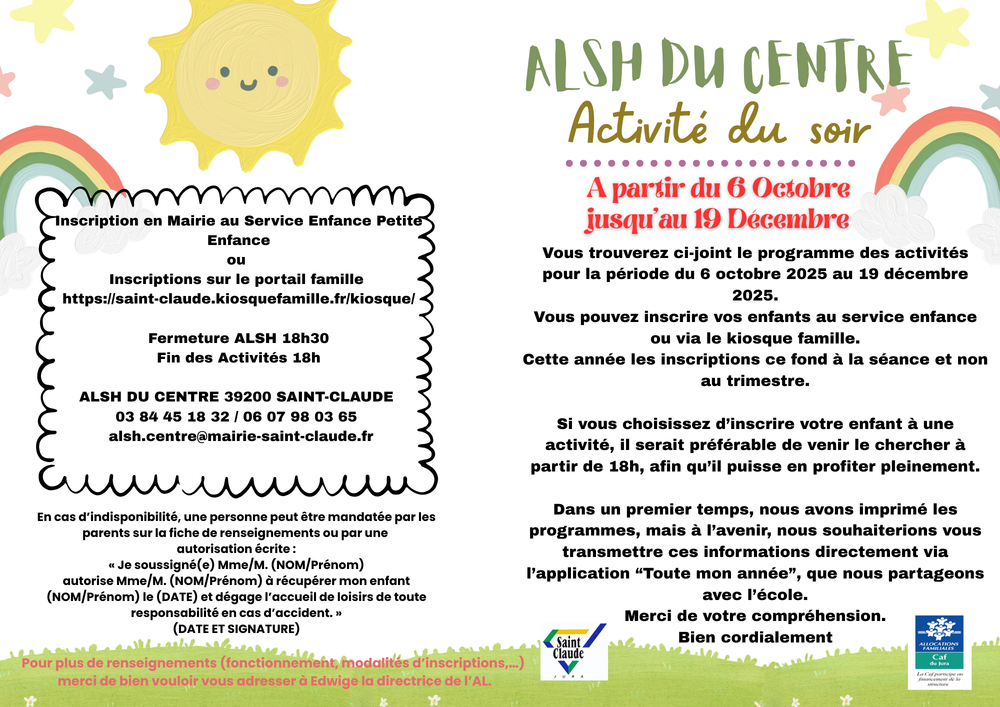 Inscription en Mairie au Service Enfance Petite
Enfance
ou
Inscriptions sur le portail famille
https://saint-claude.kiosquefamille.fr/kiosque/
Fermeture ALSH 18h30
Fin des Activités 18h
ALSH DU CENTRE 39200 SAINT-CLAUDE
03 84 45 18 32 / 06 07 98 03 65
alsh.centre@mairie-saint-claude.fr
En cas d’indisponibilité, une personne peut être mandatée par les
parents sur la fiche de renseignements ou par une
autorisation écrite :
« Je soussigné(e) Mme/M. (NOM/Prénom)
autorise Mme/M. (NOM/Prénom) à récupérer mon enfant
(NOM/Prénom) le (DATE) et dégage l’accueil de loisirs de toute
responsabilité en cas d’accident. »
(DATE ET SIGNATURE)
Pour plus de renseignements (fonctionnement, modalités d’inscriptions,...)
merci de bien vouloir vous adresser à Edwige la directrice de l’AL.
ALSH DU CENTRE
Activité du soir
A partir du 6 Octobre
jusqu’au 19 Décembre
Vous trouverez ci-joint le programme des activités
pour la période du 6 octobre 2025 au 19 décembre
2025.
Vous pouvez inscrire vos enfants au service enfance
ou via le kiosque famille.
Cette année les inscriptions ce fond à la séance et non
au trimestre.
Si vous choisissez d’inscrire votre enfant à une
activité, il serait préférable de venir le chercher à
partir de 18h, afin qu’il puisse en profiter pleinement.
Dans un premier temps, nous avons imprimé les
programmes, mais à l’avenir, nous souhaiterions vous
transmettre ces informations directement via
l’application “Toute mon année”, que nous partageons
avec l’école.
Merci de votre compréhension.
Bien cordialement
Saint
Claude
JURA
ALLOCATIONS
FAMILIALES
Caf
du Jura
La Caf participe au
financement de la
structure